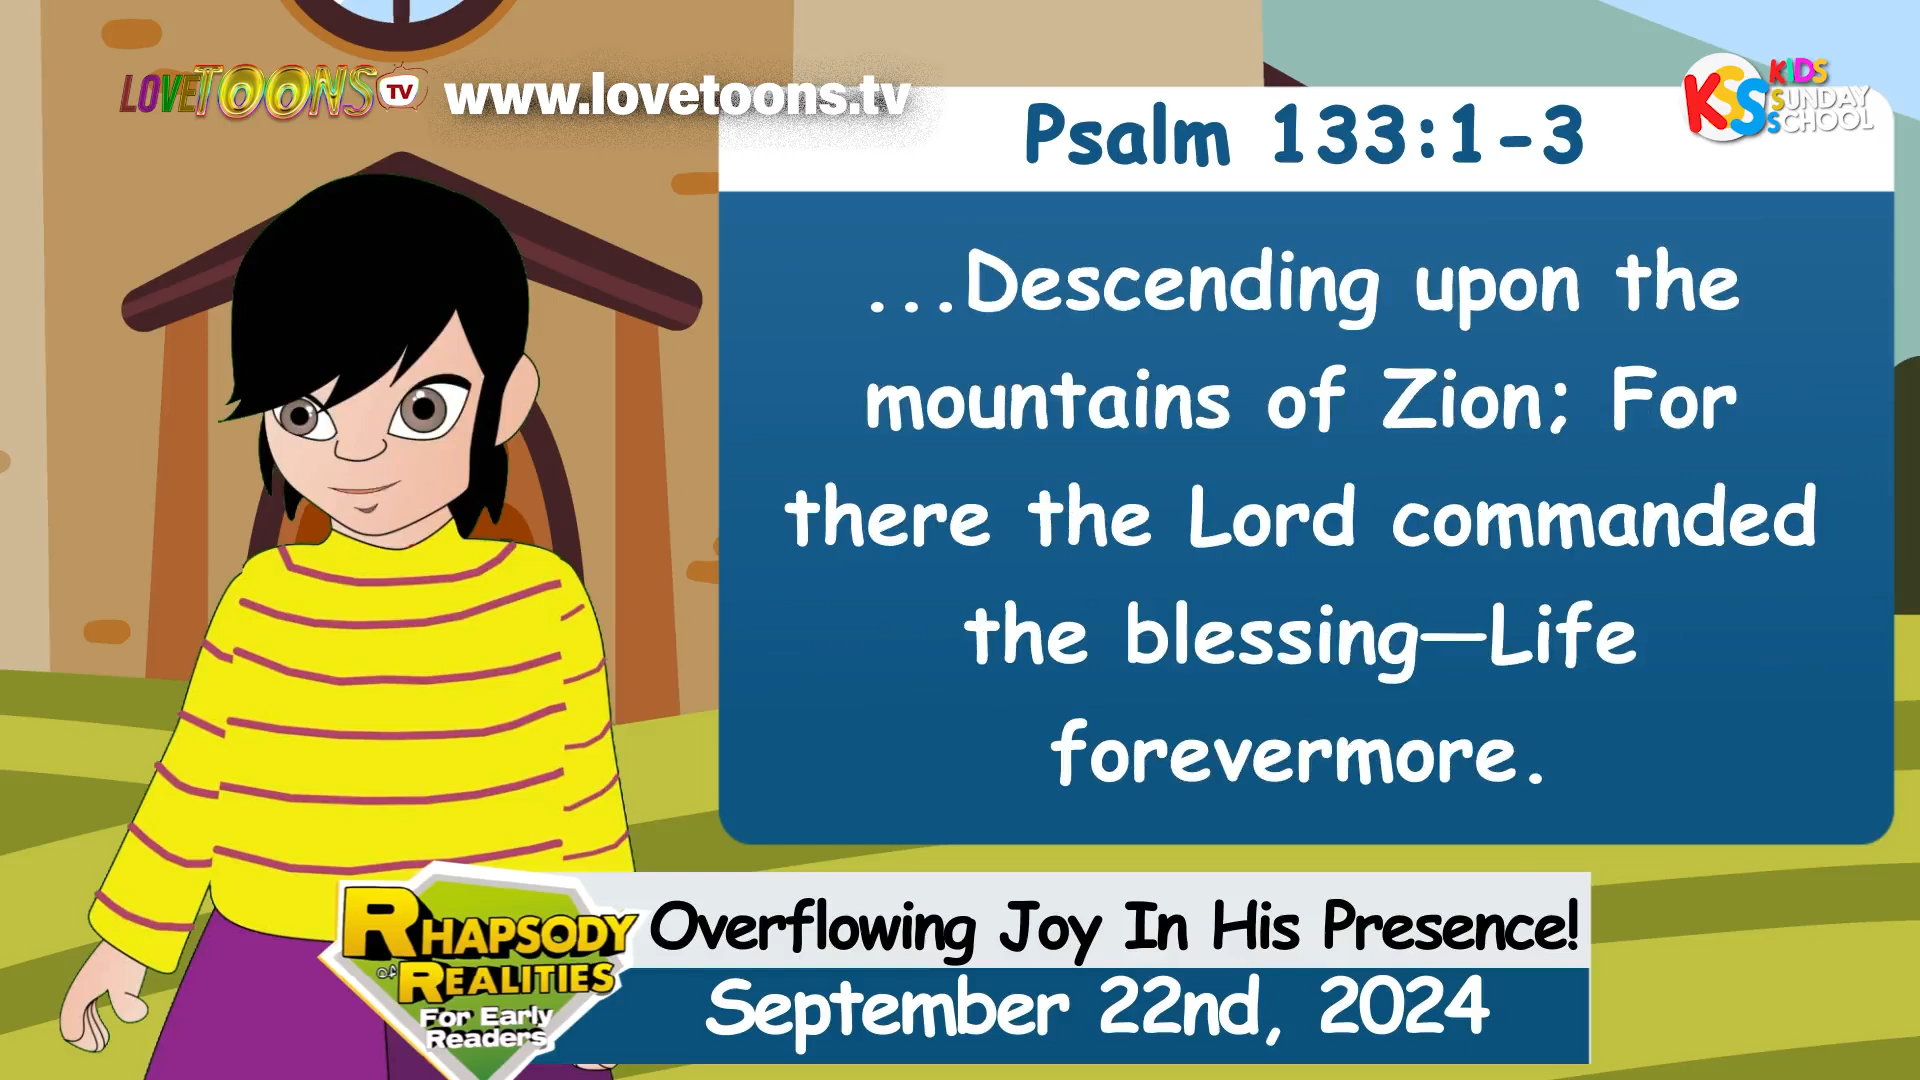 LOVETOONS TV www.lovetoons.tv
KSS KIDS SUNDAY SCHOOL
Psalm 133:1-3
...Descending upon the
mountains of Zion; For
there the Lord commanded
the blessing—Life
forevermore.
RHAPSODY
OF REALITIES
For Early
Readers
Overflowing Joy In His Presence!
September 22nd, 2024